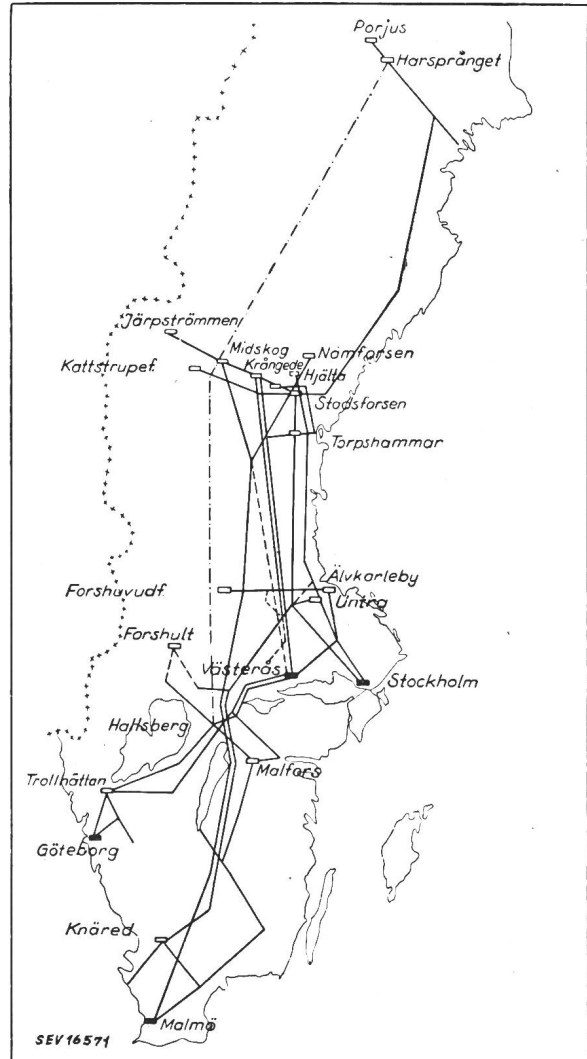 Porjus
Harsprånget
Järpströmmen
Midskog
Nämforsen
Krångede
Hjälta
Kattstrupef.
Stadsforsen
Torpshammar
Älvkarleby
Forshuvudf.
Untra
Forshult
Västerås
Stockholm
Hallsberg
Trollhättan
Malfors
Göteborg
Knäred
Malmö
SEV 16571